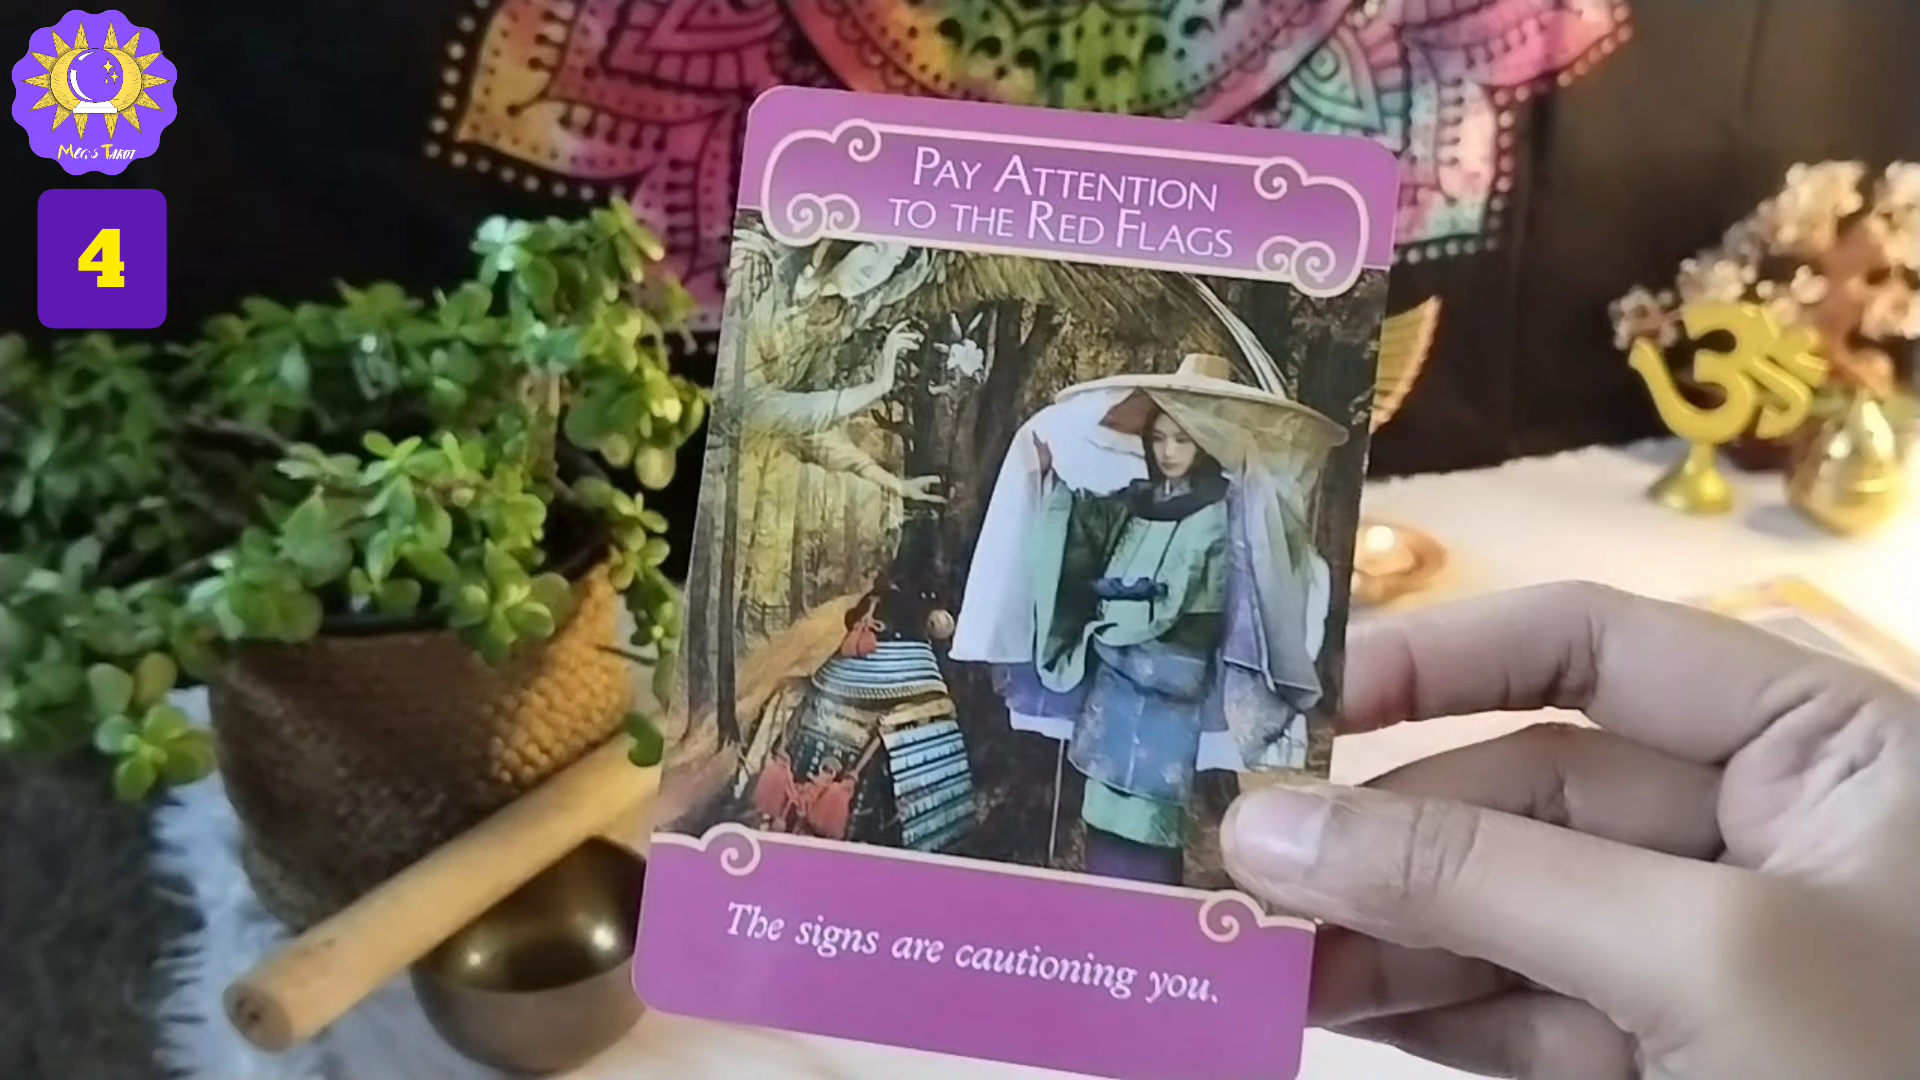 Meg's Tarot
4
Pay Attention
to the Red Flags
ॐ
The signs are cautioning you.